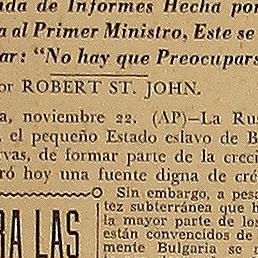 da de Informes Hecha por
a al Primer Ministro, Este se
ar: "No hay que Preocupars
or ROBERT ST. JOHN.
a, noviembre 22. (AP)—La Ru
, el pequeño Estado eslavo de B
vas, de formar parte de la creci
ró hoy una fuente digna de cré
Sin embargo, a pesa
tez subterránea que h
la mayor parte de los
están convencidos de
mente Bulgaria se
RA LAS